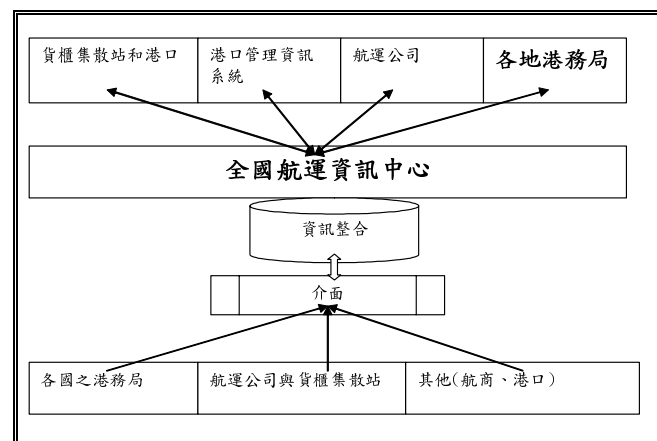 貨櫃集散站和港口
港口管理資訊
系統
航運公司
各地港務局
全國航運資訊中心
資訊整合
介面
各國之港務局
航運公司與貨櫃集散站
其他(航商、港口)